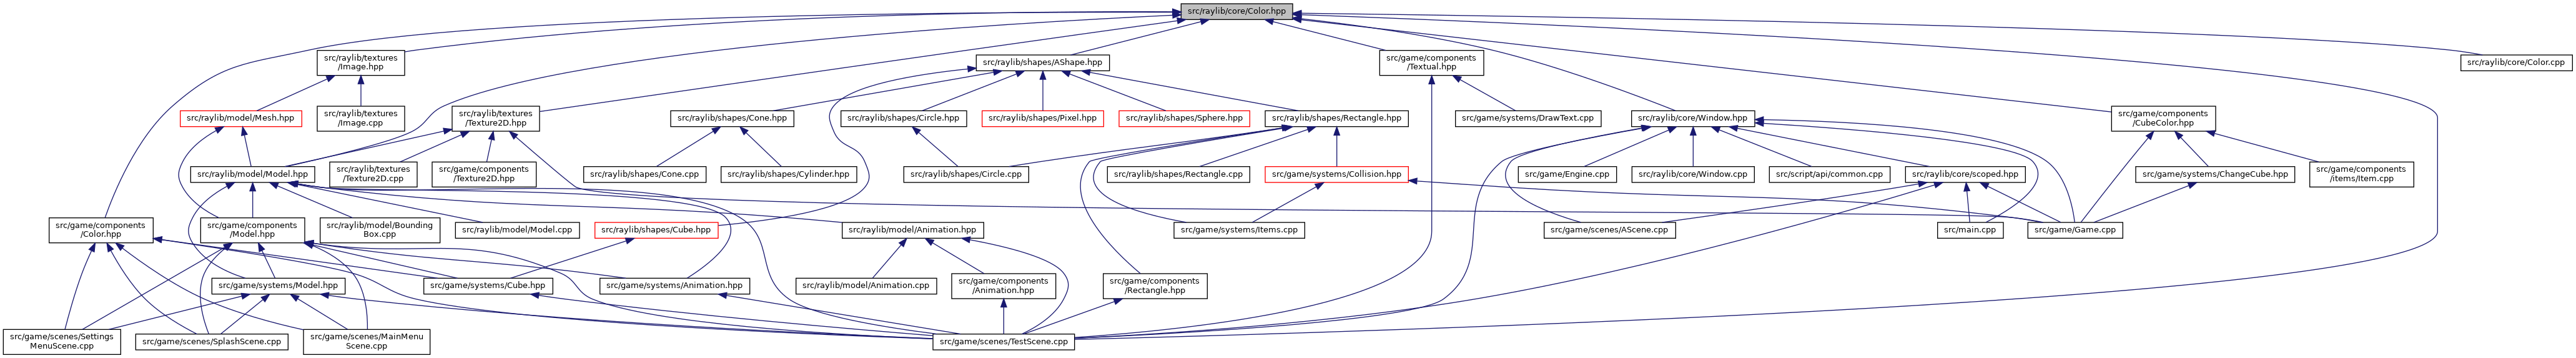 src/raylib/core/Color.hpp
src/raylib/textures
/Image.hpp
src/raylib/shapes/AShape.hpp
src/game/components
/Textual.hpp
src/raylib/core/Color.cpp
src/raylib/model/Mesh.hpp
src/raylib/textures
/Image.cpp
src/raylib/textures
/Texture2D.hpp
src/raylib/shapes/Cone.hpp
src/raylib/shapes/Circle.hpp
src/raylib/shapes/Pixel.hpp
src/raylib/shapes/Sphere.hpp
src/raylib/shapes/Rectangle.hpp
src/game/systems/DrawText.cpp
src/raylib/core/Window.hpp
src/game/components
/CubeColor.hpp
src/raylib/model/Model.hpp
src/raylib/textures
/Texture2D.cpp
src/game/components
/Texture2D.hpp
src/raylib/shapes/Cone.cpp
src/raylib/shapes/Cylinder.hpp
src/raylib/shapes/Circle.cpp
src/raylib/shapes/Rectangle.cpp
src/game/systems/Collision.hpp
src/game/Engine.cpp
src/raylib/core/Window.cpp
src/script/api/common.cpp
src/raylib/core/scoped.hpp
src/game/systems/ChangeCube.hpp
src/game/components
/items/Item.cpp
src/game/components
/Color.hpp
src/game/components
/Model.hpp
src/raylib/model/Bounding
Box.cpp
src/raylib/model/Model.cpp
src/raylib/shapes/Cube.hpp
src/raylib/model/Animation.hpp
src/game/systems/Items.cpp
src/game/scenes/AScene.cpp
src/main.cpp
src/game/Game.cpp
src/game/systems/Model.hpp
src/game/systems/Cube.hpp
src/game/systems/Animation.hpp
src/raylib/model/Animation.cpp
src/game/components
/Animation.hpp
src/game/components
/Rectangle.hpp
src/game/scenes/Settings
MenuScene.cpp
src/game/scenes/SplashScene.cpp
src/game/scenes/MainMenu
Scene.cpp
src/game/scenes/TestScene.cpp